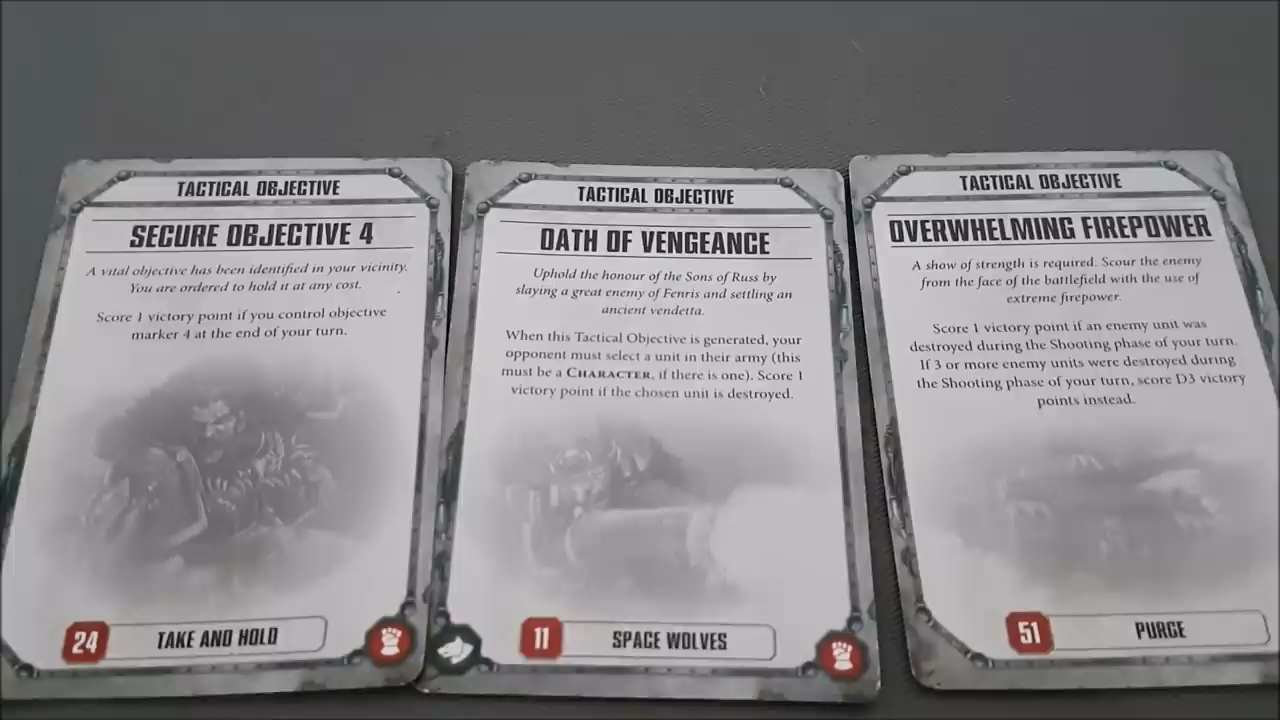 TACTICAL OBJECTIVE
SECURE OBJECTIVE 4
A vital objective has been identified in your vicinity.
You are ordered to hold it at any cost.
Score 1 victory point if you control objective
marker 4 at the end of your turn.
24
TAKE AND HOLD
TACTICAL OBJECTIVE
OATH OF VENGEANCE
Uphold the honour of the Sons of Russ by
slaying a great enemy of Fenris and settling an
ancient vendetta.
When this Tactical Objective is generated, your
opponent must select a unit in their army (this
must be a CHARACTER, if there is one). Score 1
victory point if the chosen unit is destroyed.
11
SPACE WOLVES
TACTICAL OBJECTIVE
OVERWHELMING FIREPOWER
A show of strength is required. Scour the enemy
from the face of the battlefield with the use of
extreme firepower.
Score 1 victory point if an enemy unit was
destroyed during the Shooting phase of your turn.
If 3 or more enemy units were destroyed during
the Shooting phase of your turn, score D3 victory
points instead.
51
PURGE